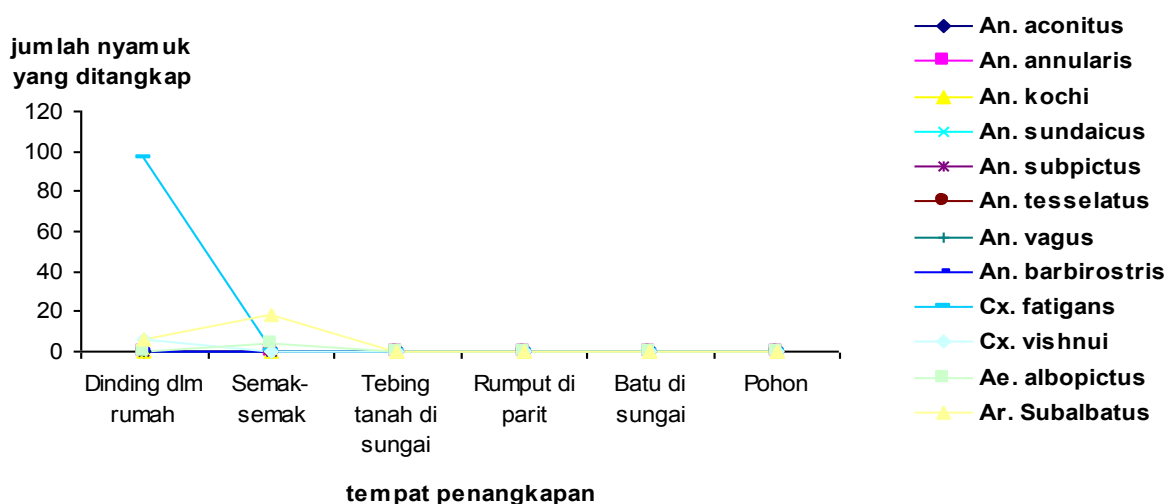 jumlah nyamuk
yang ditangkap
120
100
80
60
40
20
0
Dinding dlm
rumah
Semak-
semak
Tebing
tanah di
sungai
Rumput di
parit
Batu di
sungai
Pohon
tempat penangkapan
An. aconitus
An. annularis
An. kochi
An. sundaicus
An. subpictus
An. tesselatus
An. vagus
An. barbirostris
Cx. fatigans
Cx. vishnui
Ae. albopictus
Ar. Subalbatus